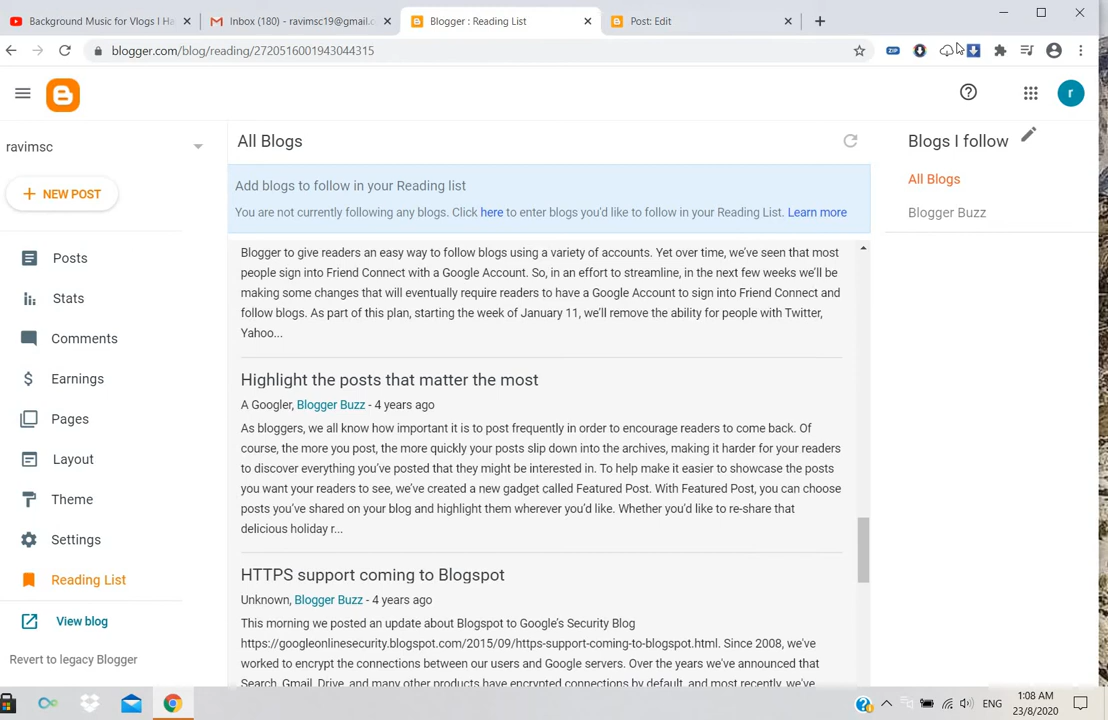 Background Music for Vlogs I Ha
Inbox (180) - ravimsc19@gmail.c
Blogger : Reading List
Post: Edit
blogger.com/blog/reading/2720516001943044315
ZIP
r
ravimsc
All Blogs
Blogs I follow
NEW POST
Add blogs to follow in your Reading list
All Blogs
You are not currently following any blogs. Click here to enter blogs you'd like to follow in your Reading List. Learn more
Blogger Buzz
Posts
Stats
Comments
Earnings
Pages
Layout
Theme
Settings
Reading List
View blog
Revert to legacy Blogger
Blogger to give readers an easy way to follow blogs using a variety of accounts. Yet over time, we've seen that most
people sign into Friend Connect with a Google Account. So, in an effort to streamline, in the next few weeks we'll be
making some changes that will eventually require readers to have a Google Account to sign into Friend Connect and
follow blogs. As part of this plan, starting the week of January 11, we'll remove the ability for people with Twitter,
Yahoo...
Highlight the posts that matter the most
A Googler, Blogger Buzz - 4 years ago
As bloggers, we all know how important it is to post frequently in order to encourage readers to come back. Of
course, the more you post, the more quickly your posts slip down into the archives, making it harder for your readers
to discover everything you've posted that they might be interested in. To help make it easier to showcase the posts
you want your readers to see, we've created a new gadget called Featured Post. With Featured Post, you can choose
posts you've shared on your blog and highlight them wherever you'd like. Whether you'd like to re-share that
delicious holiday r...
HTTPS support coming to Blogspot
Unknown, Blogger Buzz - 4 years ago
This morning we posted an update about Blogspot to Google's Security Blog
https://googleonlinesecurity.blogspot.com/2015/09/https-support-coming-to-blogspot.html. Since 2008, we've
worked to encrypt the connections between our users and Google servers. Over the years we've announced that
Search, Gmail, Drive, and many other products have encrypted connections by default, and most recently, we've
ENG
1:08 AM
23/8/2020